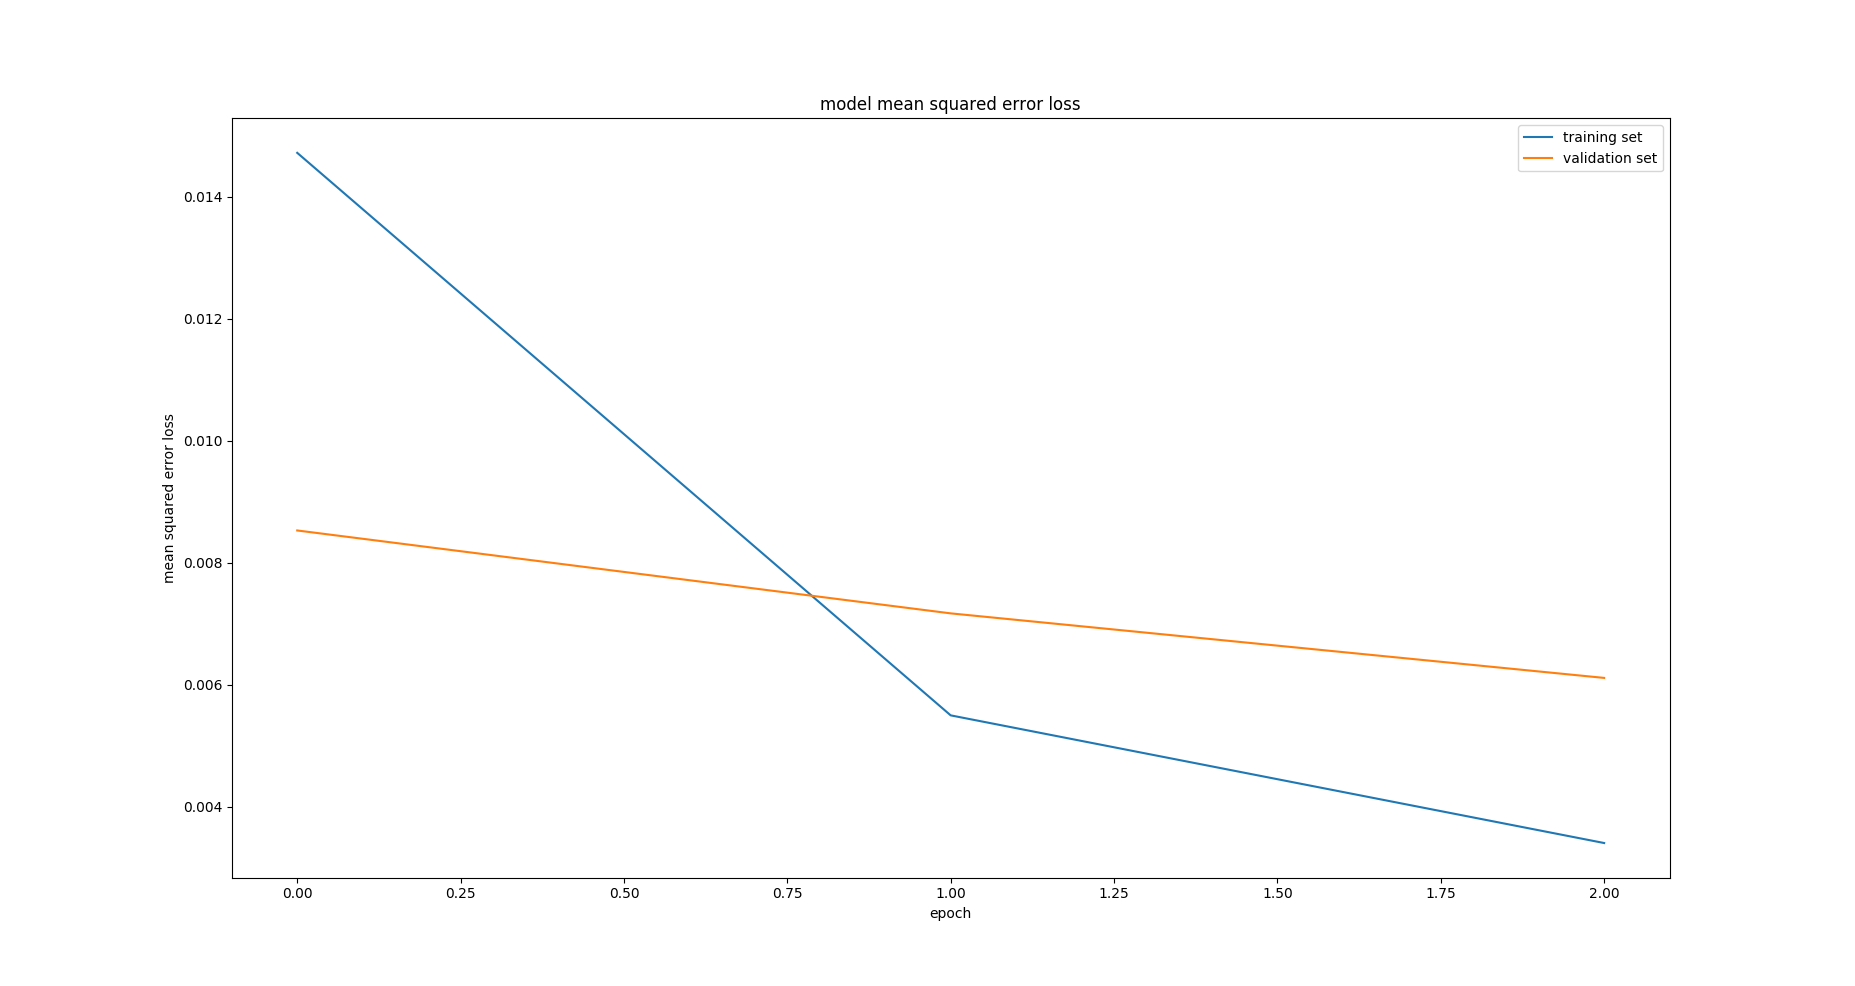 model mean squared error loss
training set
validation set
0.014
0.012
0.010
0.008
0.006
0.004
mean squared error loss
0.00 0.25 0.50 0.75 1.00 1.25 1.50 1.75 2.00
epoch